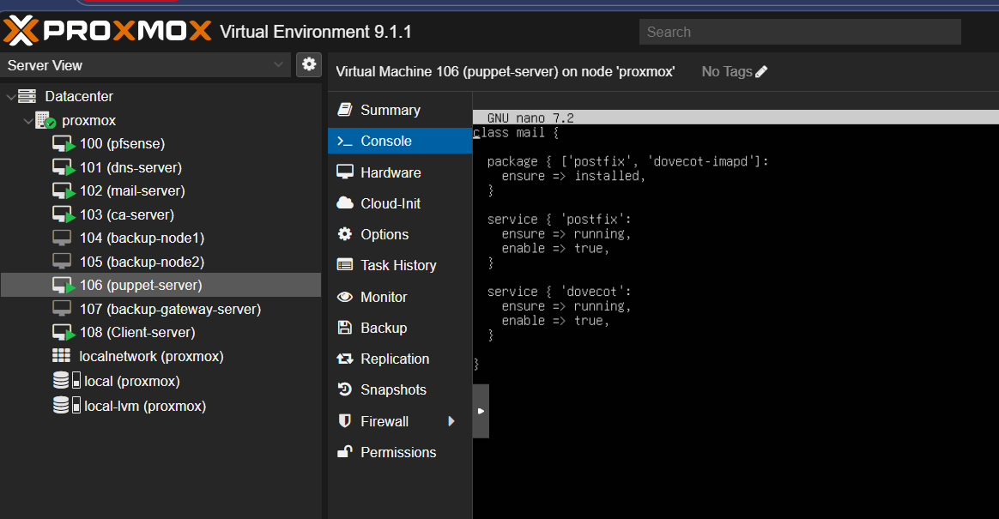 PROXMOX Virtual Environment 9.1.1
Search
Server View
Virtual Machine 106 (puppet-server) on node 'proxmox'
No Tags
Datacenter
proxmox
100 (pfsense)
101 (dns-server)
102 (mail-server)
103 (ca-server)
104 (backup-node1)
105 (backup-node2)
106 (puppet-server)
107 (backup-gateway-server)
108 (Client-server)
localnetwork (proxmox)
local (proxmox)
local-lvm (proxmox)
Summary
Console
Hardware
Cloud-Init
Options
Task History
Monitor
Backup
Replication
Snapshots
Firewall
Permissions
GNU nano 7.2
class mail {
package { ['postfix', 'dovecot-imapd']:
ensure => installed,
}
service { 'postfix':
ensure => running,
enable => true,
}
service { 'dovecot':
ensure => running,
enable => true,
}
}